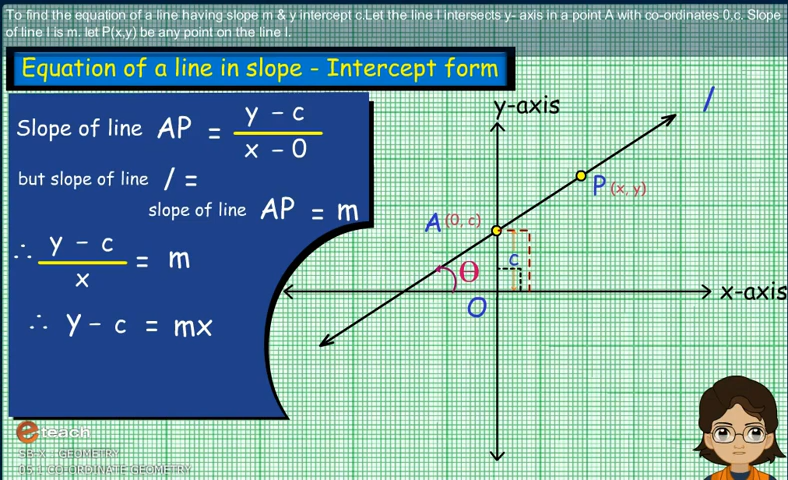 To find the equation of a line having slope m & y intercept c.Let the line l intersects y- axis in a point A with co-ordinates 0,c. Slope
of line l is m. let P(x,y) be any point on the line l.
Equation of a line in slope - Intercept form
Slope of line AP = y - c / x - 0
but slope of line l =
slope of line AP = m
∴ y - c / x = m
∴ y - c = mx
y-axis
l
P (x, y)
A (0, c)
c
θ
x-axis
O
e-teach
SB-X | GEOMETRY
05.1 CO-ORDINATE GEOMETRY